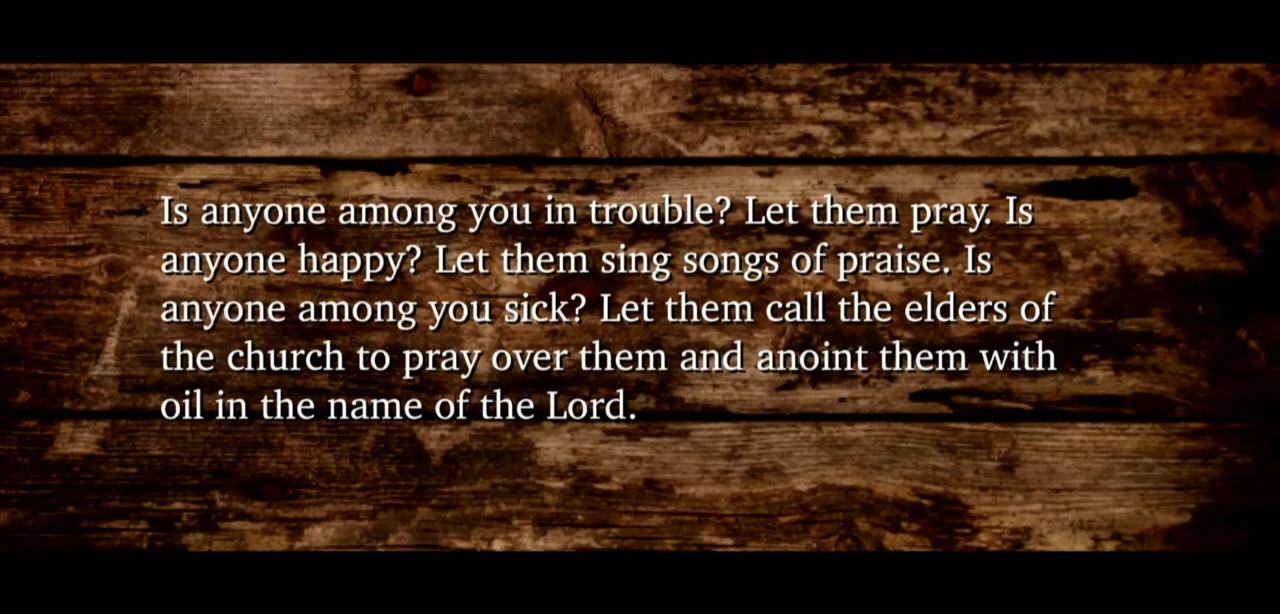 Is anyone among you in trouble? Let them pray. Is
anyone happy? Let them sing songs of praise. Is
anyone among you sick? Let them call the elders of
the church to pray over them and anoint them with
oil in the name of the Lord.